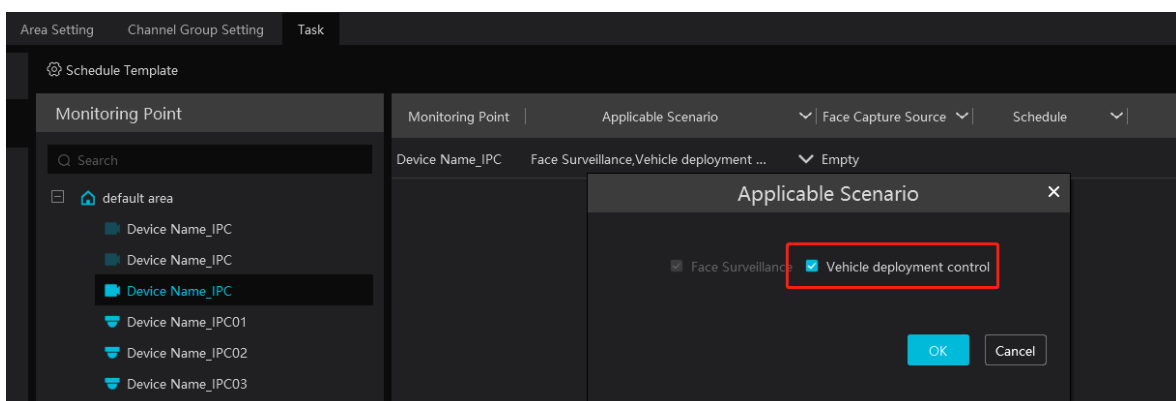 Area Setting Channel Group Setting Task
Schedule Template
Monitoring Point
Search
default area
Device Name_IPC
Device Name_IPC
Device Name_IPC
Device Name_IPC01
Device Name_IPC02
Device Name_IPC03
Monitoring Point Applicable Scenario Face Capture Source Schedule
Device Name_IPC Face Surveillance,Vehicle deployment ... Empty
Applicable Scenario
Face Surveillance Vehicle deployment control
OK Cancel